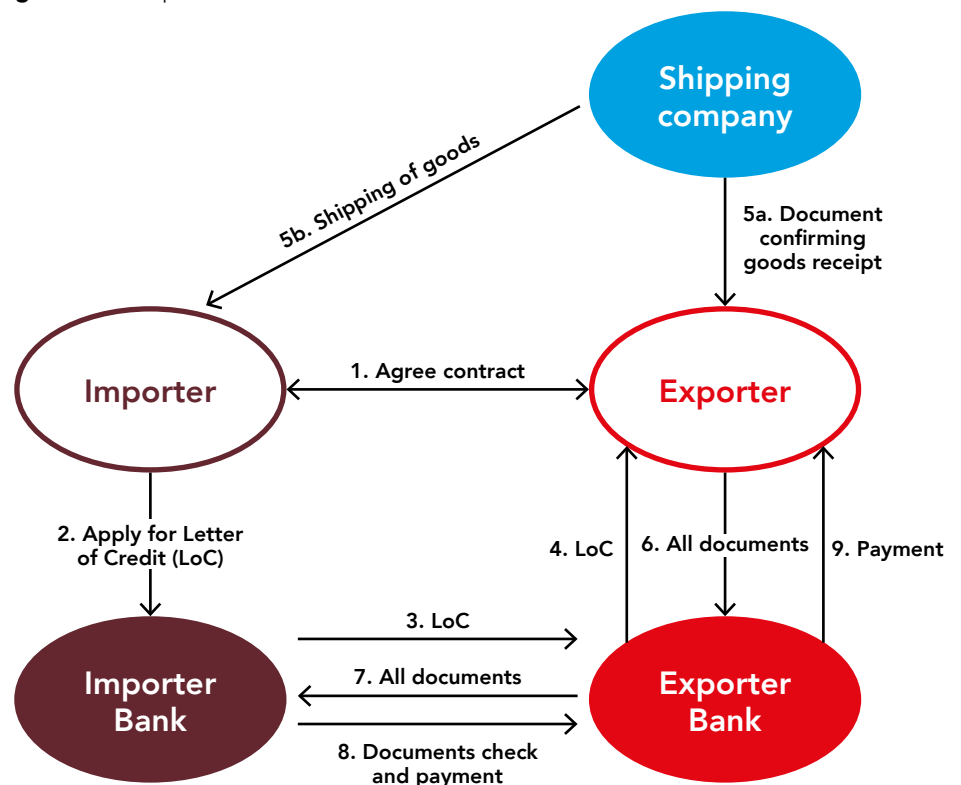 Shipping
company
5b. Shipping of goods
5a. Document
confirming
goods receipt
Importer
1. Agree contract
Exporter
2. Apply for Letter
of Credit (LoC)
4. LoC
6. All documents
9. Payment
3. LoC
7. All documents
8. Documents check
and payment
Importer
Bank
Exporter
Bank